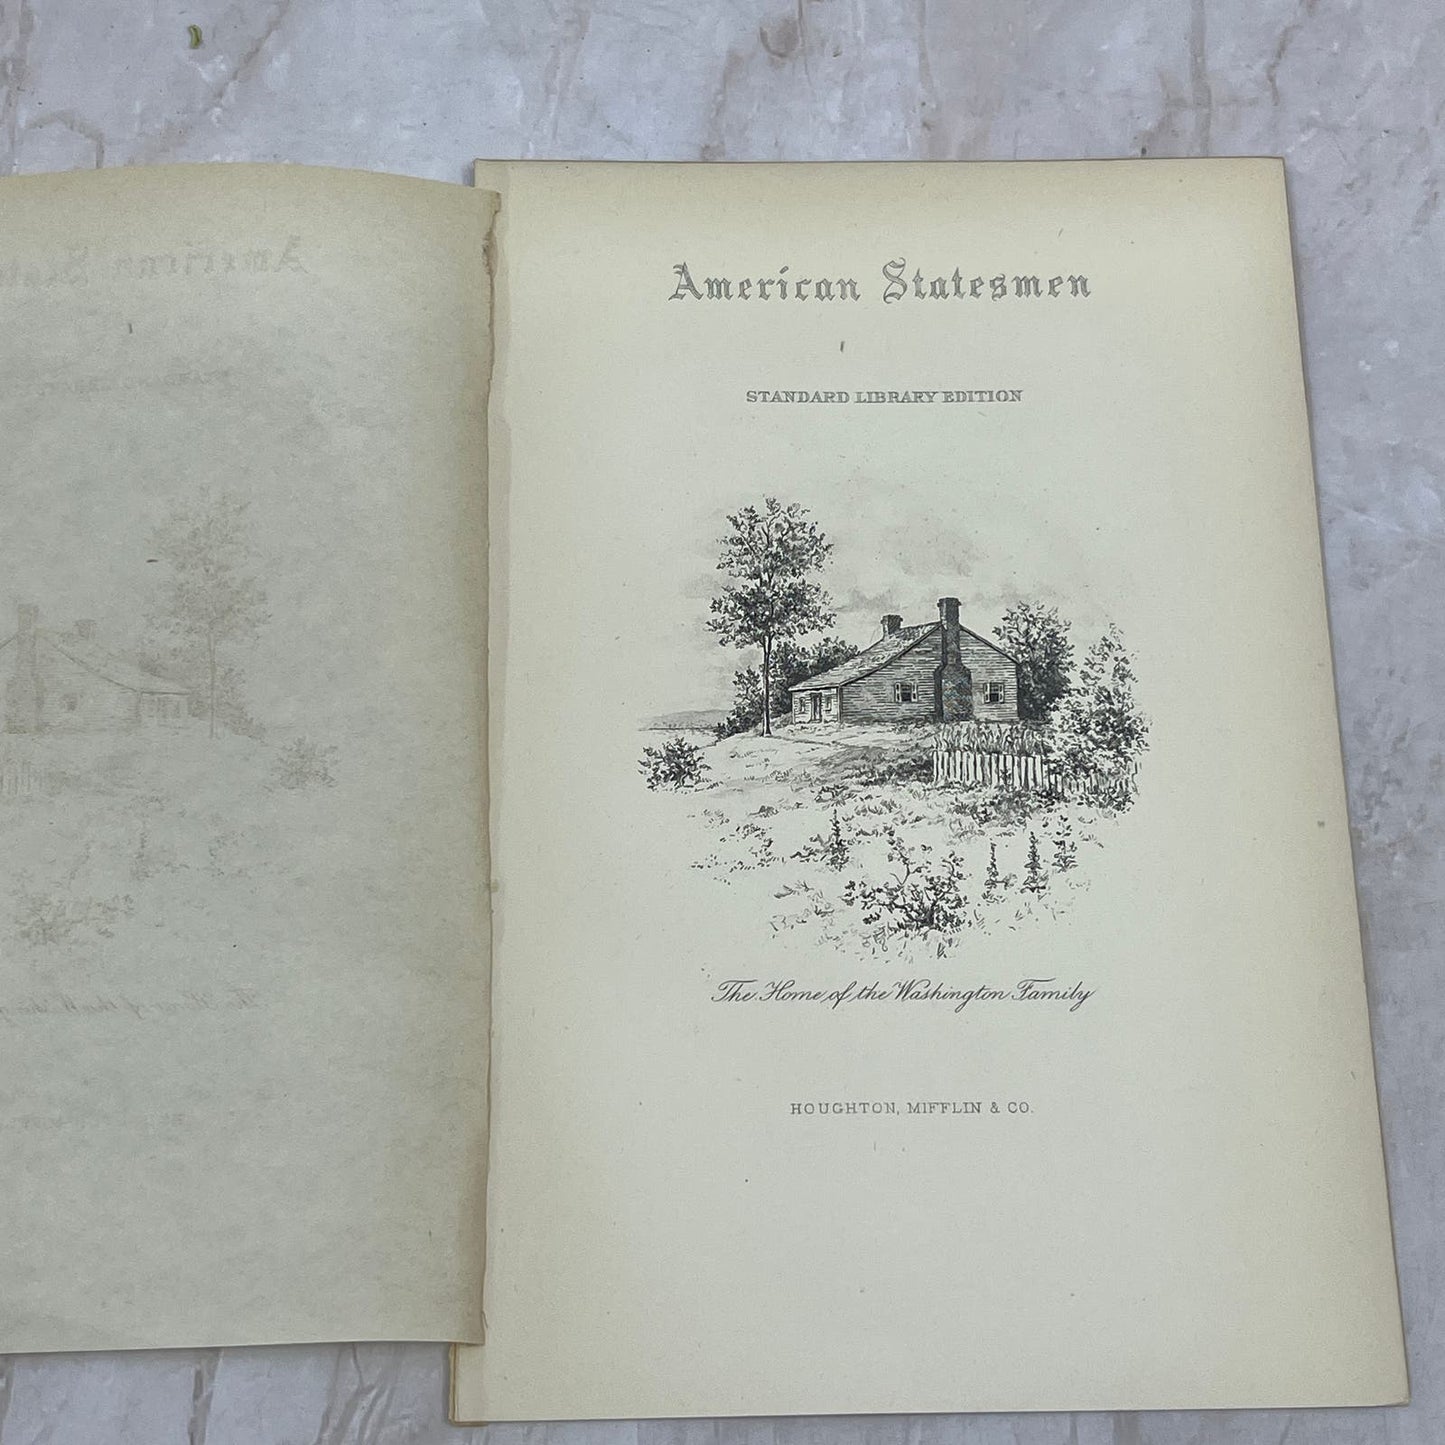 American Statesmen
STANDARD LIBRARY EDITION
The Home of the Washington Family
HOUGHTON, MIFFLIN & CO.